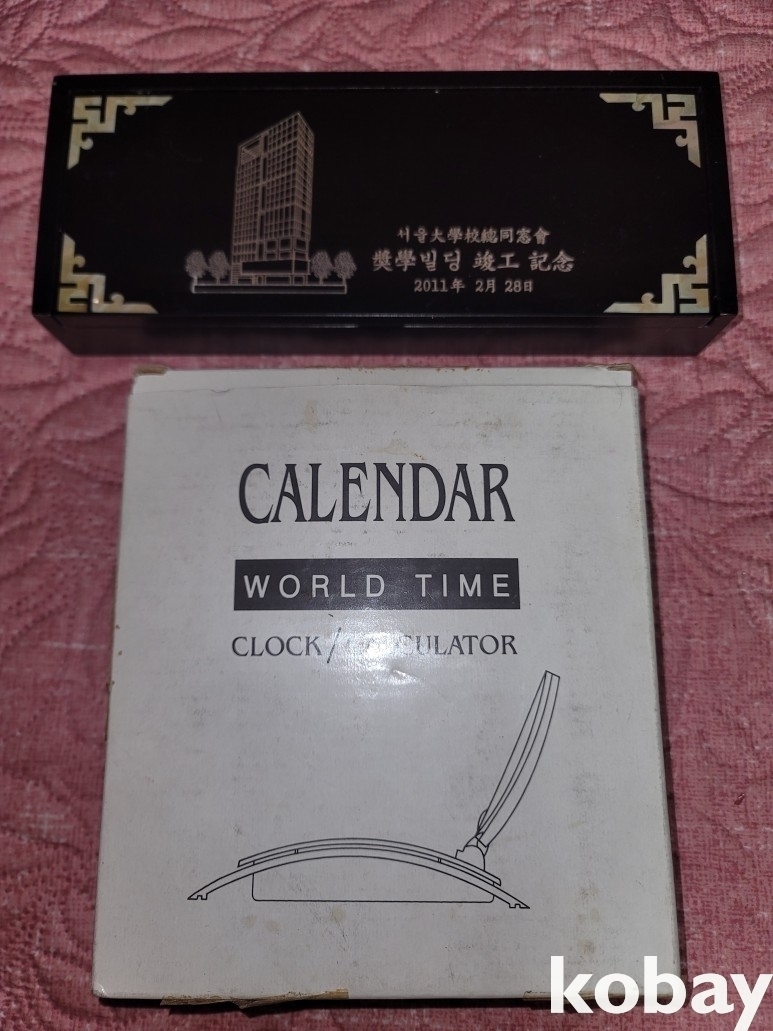 서울大學校總同窓會
奬學빌딩 竣工 記念
2011年 2月 28日
CALENDAR
WORLD TIME
CLOCK/CALCULATOR
kobay